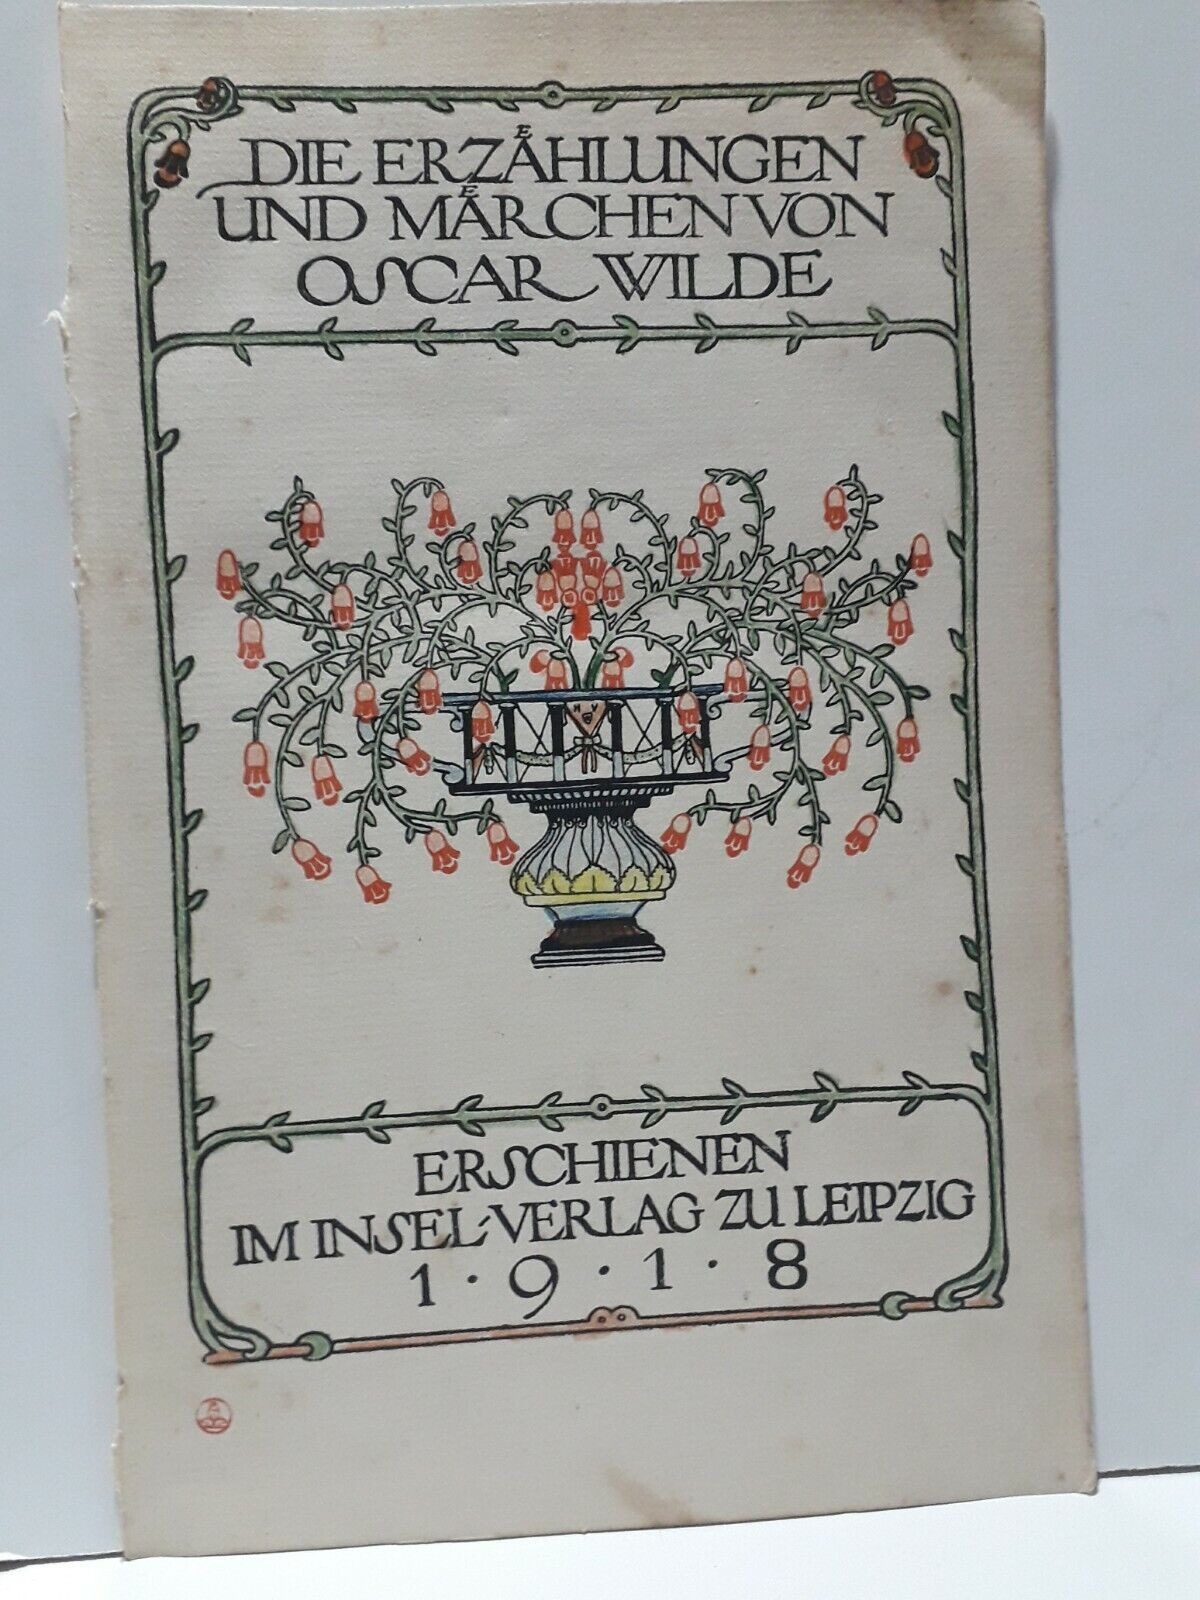 DIE ERZÄHLUNGEN
UND MÄRCHEN VON
OSCAR WILDE
H V
ERSCHIENEN
IM INSEL-VERLAG ZU LEIPZIG
1·9·1·8